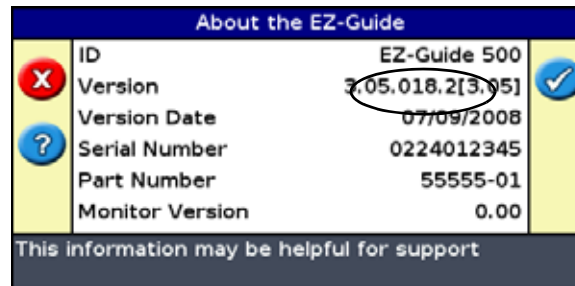 About the EZ-Guide
ID EZ-Guide 500
Version 3.05.018.2[3.05]
Version Date 07/09/2008
Serial Number 0224012345
Part Number 55555-01
Monitor Version 0.00
This information may be helpful for support